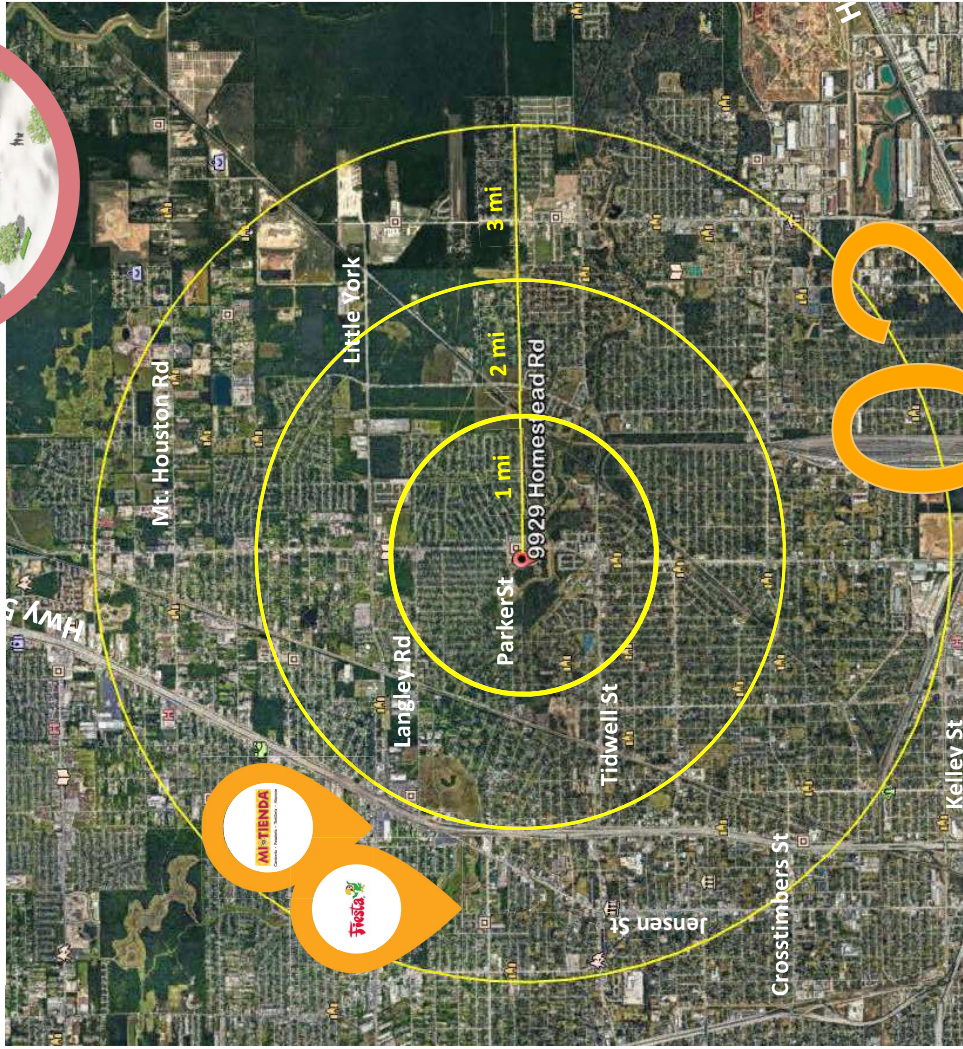 Mt. Houston Rd
Little York
Hwy 5
3 mi
2 mi
1 mi
9929 Homestead Rd
ParkerSt
Langley Rd
Tidwell St
MI TIENDA
Fiesta
Jensen St
Crosstimbers St
Kelley St
H